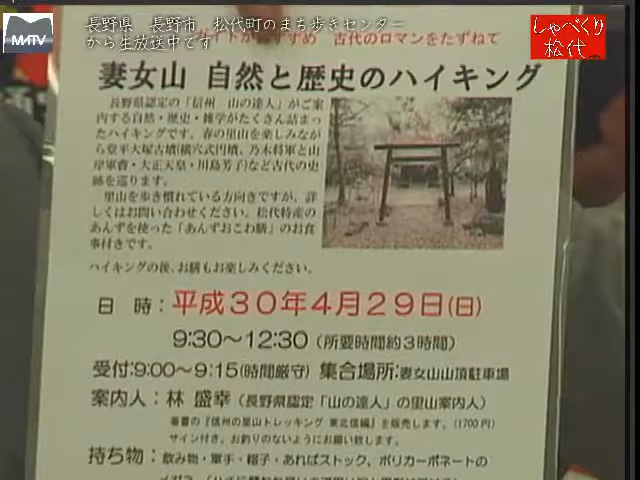 長野県　長野市　松代町のまち歩きセンター
から生放送中です
MiTV
しゃべくり
松代
すめ　古代のロマンをたずねて
妻女山 自然と歴史のハイキング
長野県認定の「信州　山の達人」がご案
内する自然・歴史・雑学がたくさん詰まっ
たハイキングです。春の里山を楽しみなが
ら堂平大塚古墳(横穴式円墳、乃木将軍と山
岸軍曹・大正天皇・川島芳子)など古代の史
跡を巡ります。
里山を歩き慣れている方向きですが、詳
しくはお問い合わせください。松代特産の
あんずを使った「あんずおこわ膳」のお食
事付きです。
ハイキングの後、お膳もお楽しみください。
日　時：平成３０年４月２９日(日)
9:30～12:30（所要時間約３時間）
受付:9:00～9:15(時間厳守) 集合場所:妻女山山頂駐車場
案内人：林 盛幸（長野県認定「山の達人」の里山案内人）
著書の『信州の里山トレッキング 東北信編』を販売します。(1700円)
サイン付き。お釣りのないようにお願い致します。
持ち物：飲み物・軍手・帽子・あればストック、ポリカーボネートの